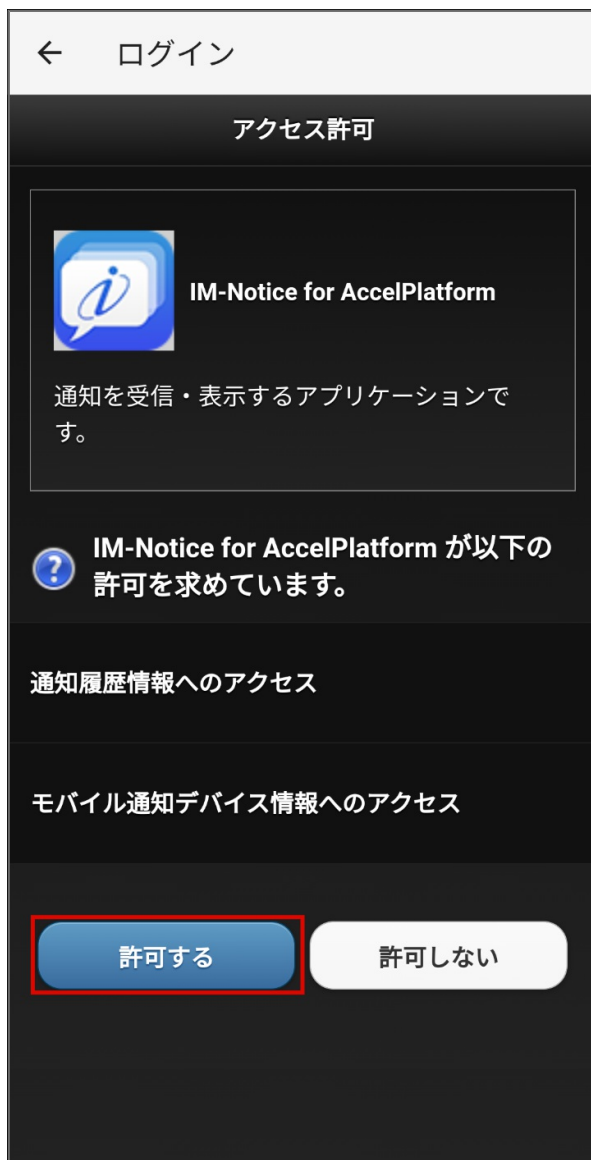 ログイン
アクセス許可
IM-Notice for AccelPlatform
通知を受信・表示するアプリケーションで
す。
IM-Notice for AccelPlatform が以下の
許可を求めています。
通知履歴情報へのアクセス
モバイル通知デバイス情報へのアクセス
許可する
許可しない